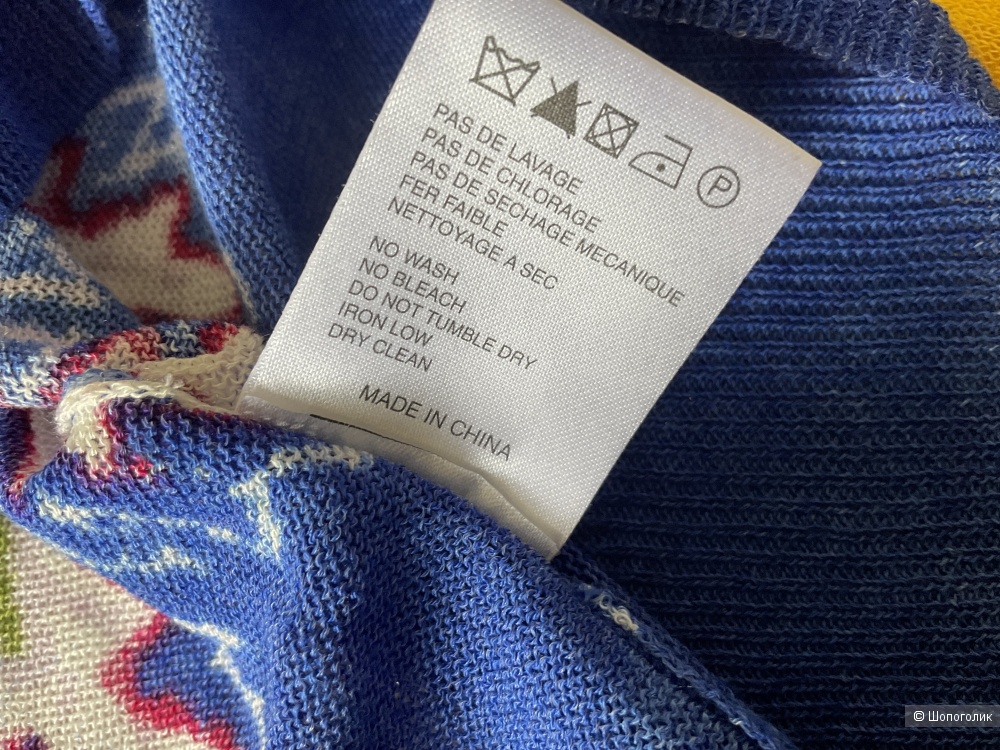 P
PAS DE LAVAGE
PAS DE CHLORAGE
PAS DE SECHAGE MECANIQUE
FER FAIBLE
NETTOYAGE A SEC
NO WASH
NO BLEACH
DO NOT TUMBLE DRY
IRON LOW
DRY CLEAN
MADE IN CHINA
© Шопоголик